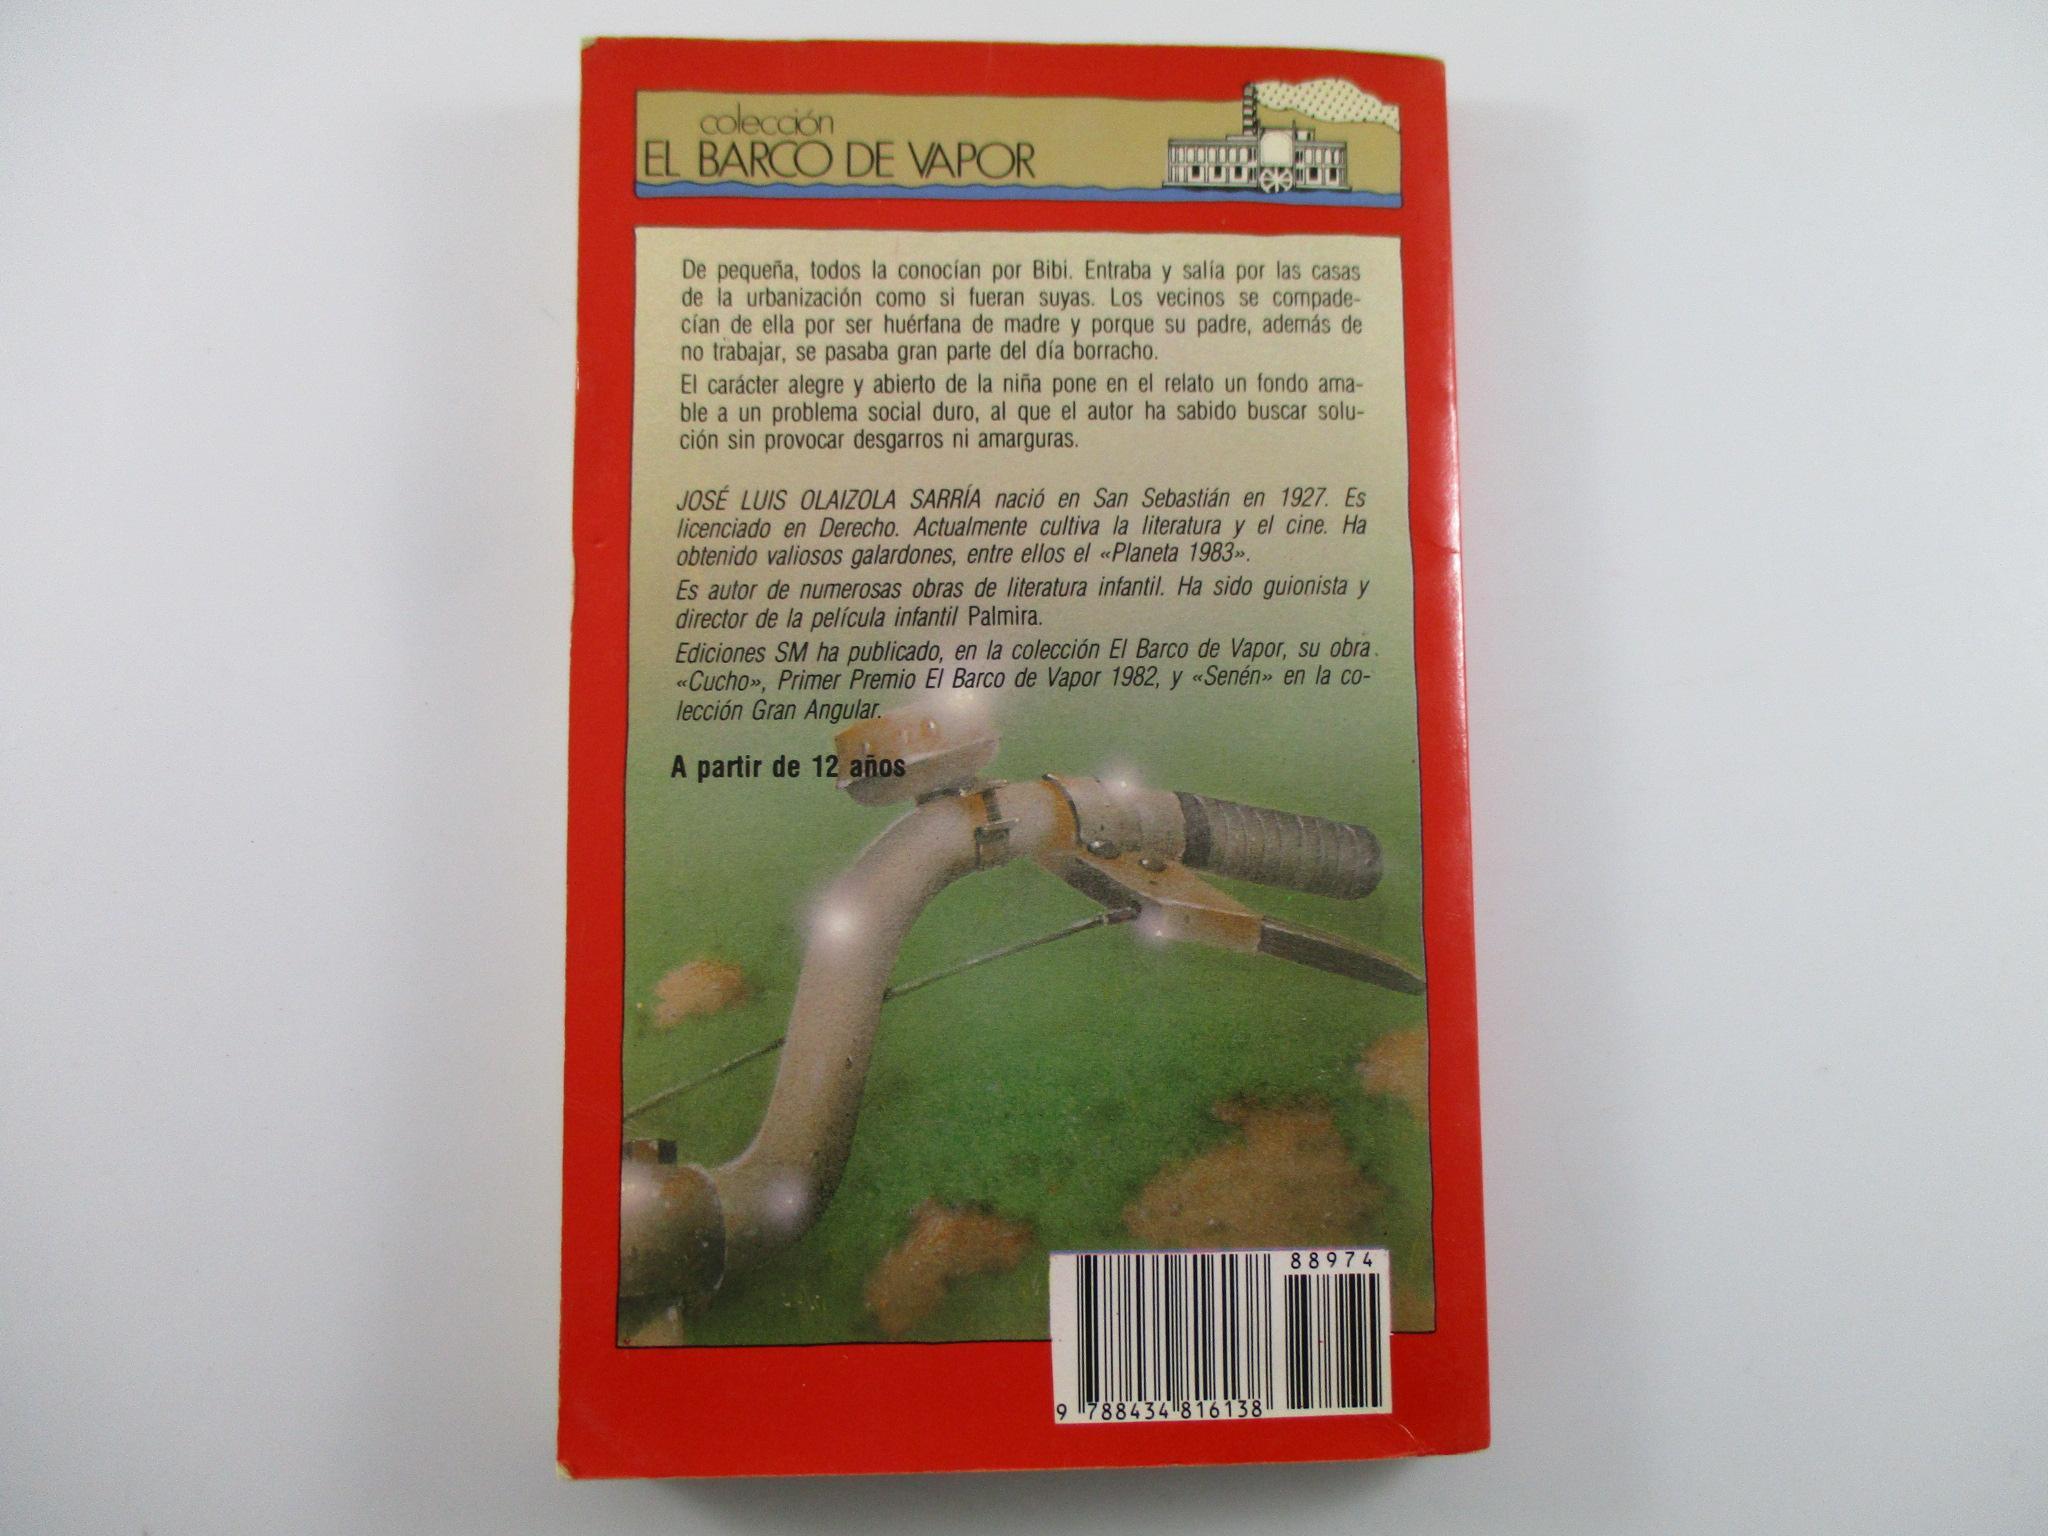 colección
EL BARCO DE VAPOR
De pequeña, todos la conocían por Bibi. Entraba y salía por las casas
de la urbanización como si fueran suyas. Los vecinos se compade-
cían de ella por ser huérfana de madre y porque su padre, además de
no trabajar, se pasaba gran parte del día borracho.
El carácter alegre y abierto de la niña pone en el relato un fondo ama-
ble a un problema social duro, al que el autor ha sabido buscar solu-
ción sin provocar desgarros ni amarguras.
JOSÉ LUIS OLAIZOLA SARRÍA nació en San Sebastián en 1927. Es
licenciado en Derecho. Actualmente cultiva la literatura y el cine. Ha
obtenido valiosos galardones, entre ellos el «Planeta 1983».
Es autor de numerosas obras de literatura infantil. Ha sido guionista y
director de la película infantil Palmira.
Ediciones SM ha publicado, en la colección El Barco de Vapor, su obra
«Cucho», Primer Premio El Barco de Vapor 1982, y «Senén» en la co-
lección Gran Angular.
A partir de 12 años
88974
9 788434 816138